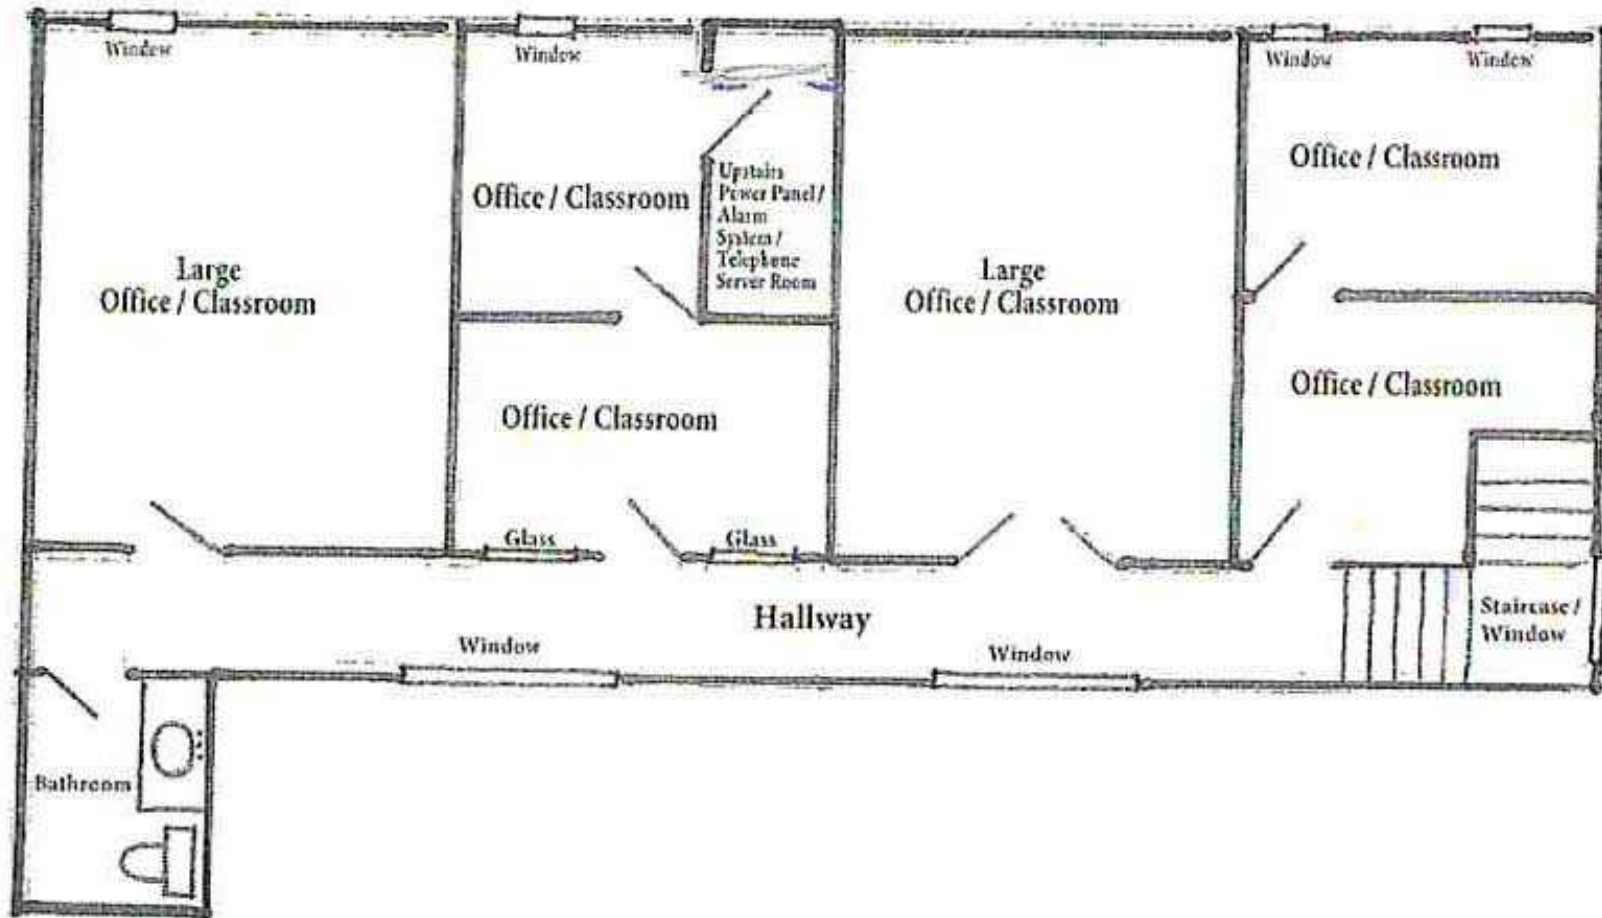 Window
Window
Window
Window
Office / Classroom
Office / Classroom
Upstairs
Power Panel /
Alarm
System /
Telephone
Server Room
Large
Office / Classroom
Large
Office / Classroom
Office / Classroom
Office / Classroom
Glass
Glass
Hallway
Staircase /
Window
Window
Window
Bathroom